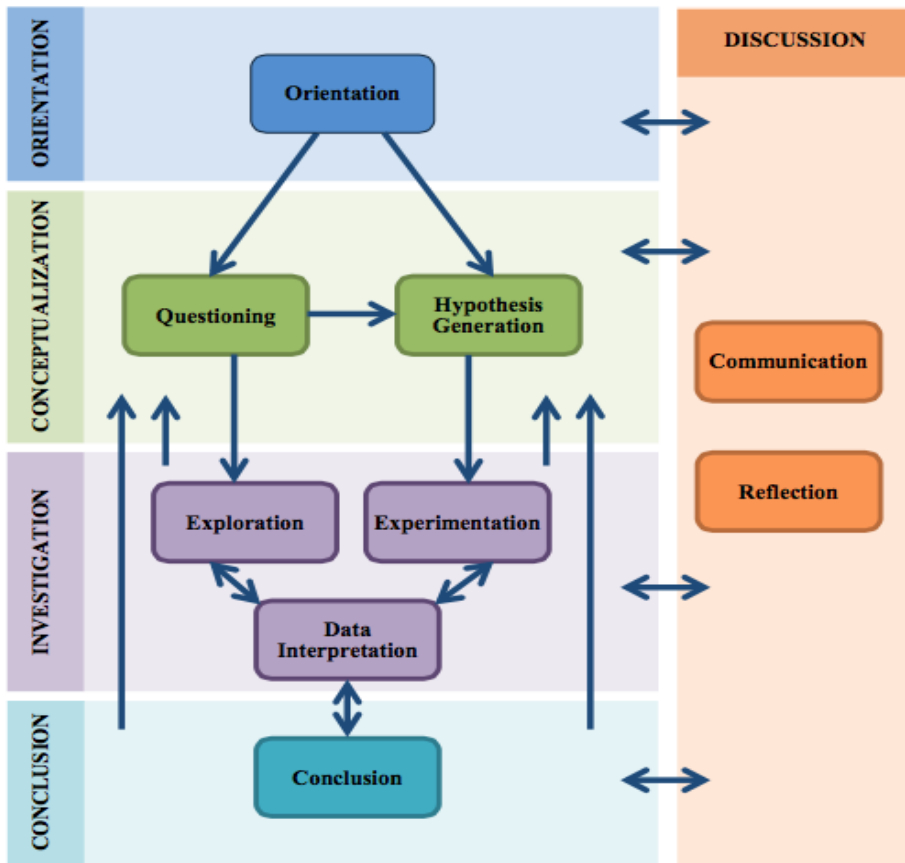 ORIENTATION
Orientation
CONCEPTUALIZATION
Questioning
Hypothesis
Generation
INVESTIGATION
Exploration
Experimentation
Data
Interpretation
CONCLUSION
Conclusion
DISCUSSION
Communication
Reflection